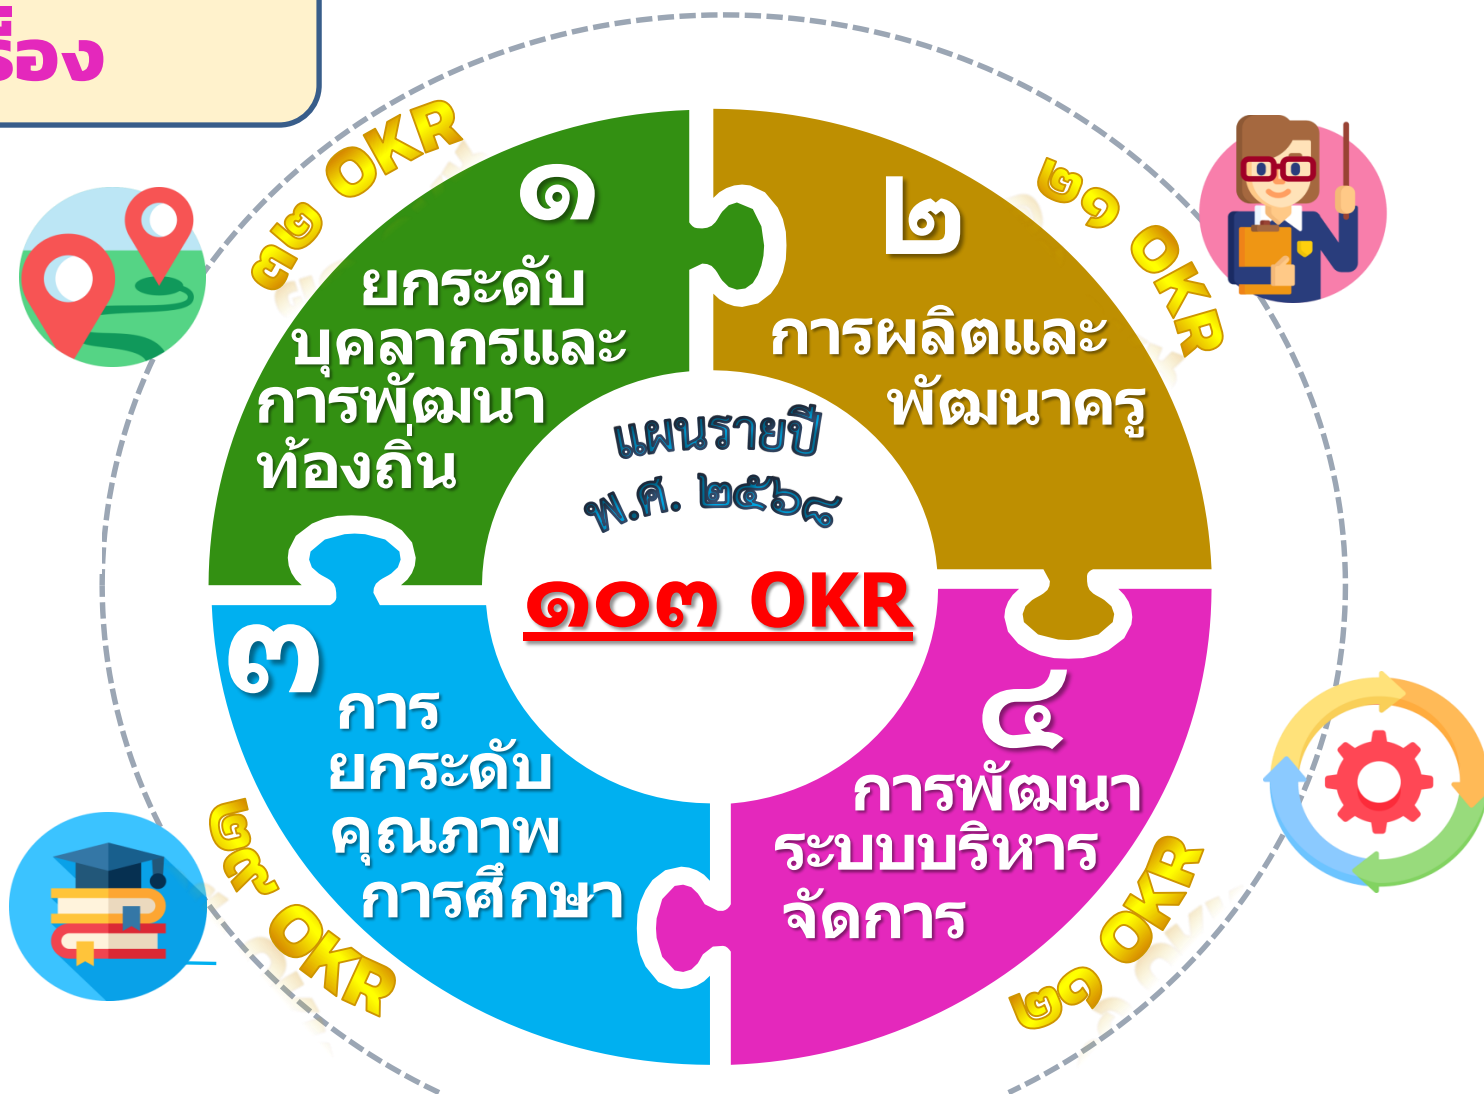 ๓๒ OKR
๑
ยกระดับ
บุคลากรและ
การพัฒนา
ท้องถิ่น
๒๑ OKR
๒
การผลิตและ
พัฒนาครู
แผนรายปี
พ.ศ. ๒๕๖๘
๑๐๓ OKR
๓
การ
ยกระดับ
คุณภาพ
การศึกษา
๒๙ OKR
๔
การพัฒนา
ระบบบริหาร
จัดการ
๒๑ OKR